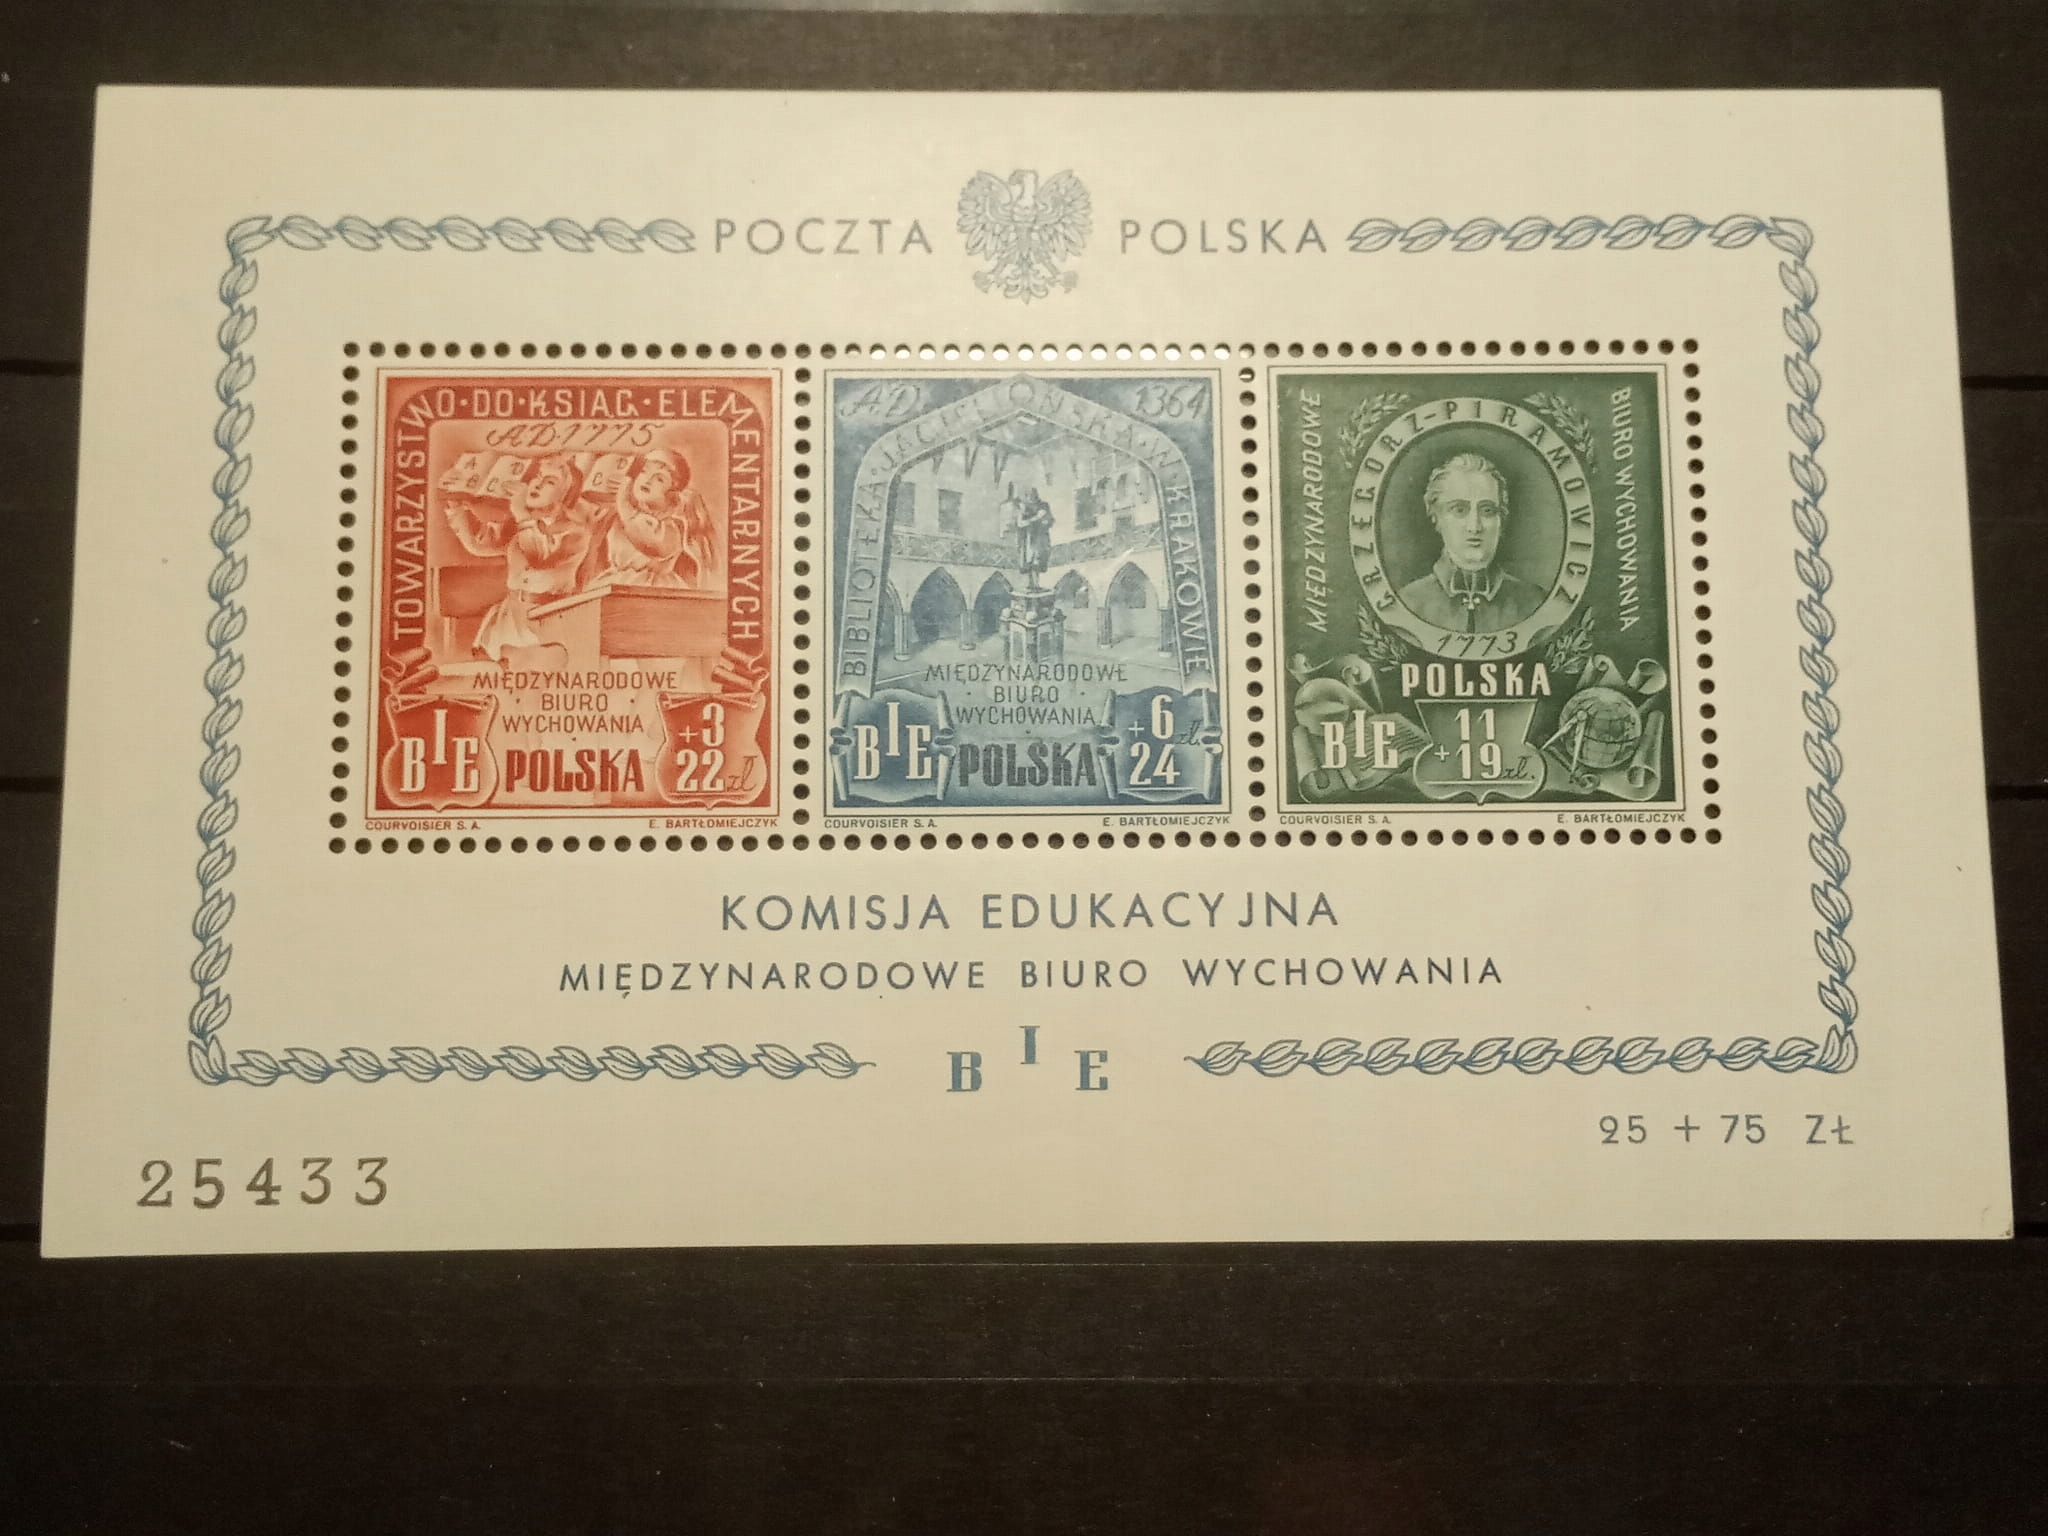 POCZTA POLSKA
TOWARZYSTWO·DO·KSIĄG·ELEMENTARNYCH
A.D.1775
A B C D
C D
MIĘDZYNARODOWE
· BIURO ·
WYCHOWANIA
BIE
POLSKA
+3
22 zł
COURVOISIER S. A.
E. BARTŁOMIEJCZYK
A.D. 1364
BIBLIOTEKA·JAGIELLOŃSKA·W·KRAKOWIE
MIĘDZYNARODOWE
· BIURO ·
WYCHOWANIA
BIE
POLSKA
+6 zł.
24
COURVOISIER S. A.
E. BARTŁOMIEJCZYK
MIĘDZYNARODOWE
BIURO WYCHOWANIA
GRZEGORZ-PIRAMOWICZ
1773
POLSKA
BIE
11
+19 zł.
COURVOISIER S. A.
E. BARTŁOMIEJCZYK
KOMISJA EDUKACYJNA
MIĘDZYNARODOWE BIURO WYCHOWANIA
BIE
25 + 75 ZŁ
25433